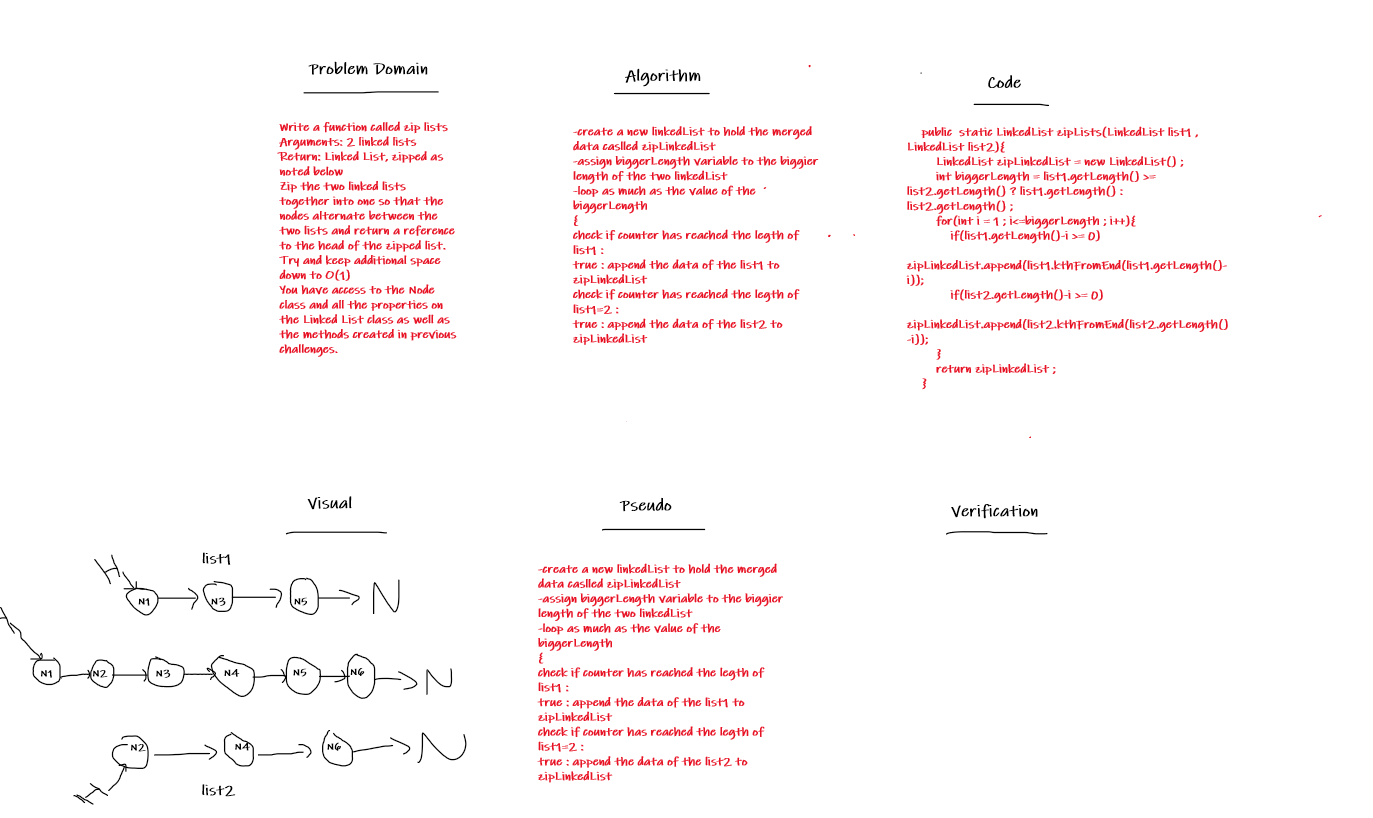 Problem Domain
Write a function called zip lists
Arguments: 2 linked lists
Return: Linked List, zipped as
noted below
Zip the two linked lists
together into one so that the
nodes alternate between the
two lists and return a reference
to the head of the zipped list.
Try and keep additional space
down to O(1)
You have access to the Node
class and all the properties on
the Linked List class as well as
the methods created in previous
challenges.
Algorithm
-create a new linkedList to hold the merged
data caslled zipLinkedList
-assign biggerLength variable to the biggier
length of the two linkedList
-loop as much as the value of the
biggerLength
{
check if counter has reached the legth of
list1 :
true : append the data of the list1 to
zipLinkedList
check if counter has reached the legth of
list1=2 :
true : append the data of the list2 to
zipLinkedList
Code
public static LinkedList zipLists(LinkedList list1 ,
LinkedList list2){
LinkedList zipLinkedList = new LinkedList() ;
int biggerLength = list1.getLength() >=
list2.getLength() ? list1.getLength() :
list2.getLength() ;
for(int i = 1 ; i<=biggerLength ; i++){
if(list1.getLength()-i >= 0)
zipLinkedList.append(list1.kthFromEnd(list1.getLength()-
i));
if(list2.getLength()-i >= 0)
zipLinkedList.append(list2.kthFromEnd(list2.getLength()
-i));
}
return zipLinkedList ;
}
Visual
list1
H
N1
N3
N5
N
H
N1
N2
N3
N4
N5
N6
N
N2
N4
N6
N
H
list2
Pseudo
-create a new linkedList to hold the merged
data caslled zipLinkedList
-assign biggerLength variable to the biggier
length of the two linkedList
-loop as much as the value of the
biggerLength
{
check if counter has reached the legth of
list1 :
true : append the data of the list1 to
zipLinkedList
check if counter has reached the legth of
list1=2 :
true : append the data of the list2 to
zipLinkedList
Verification